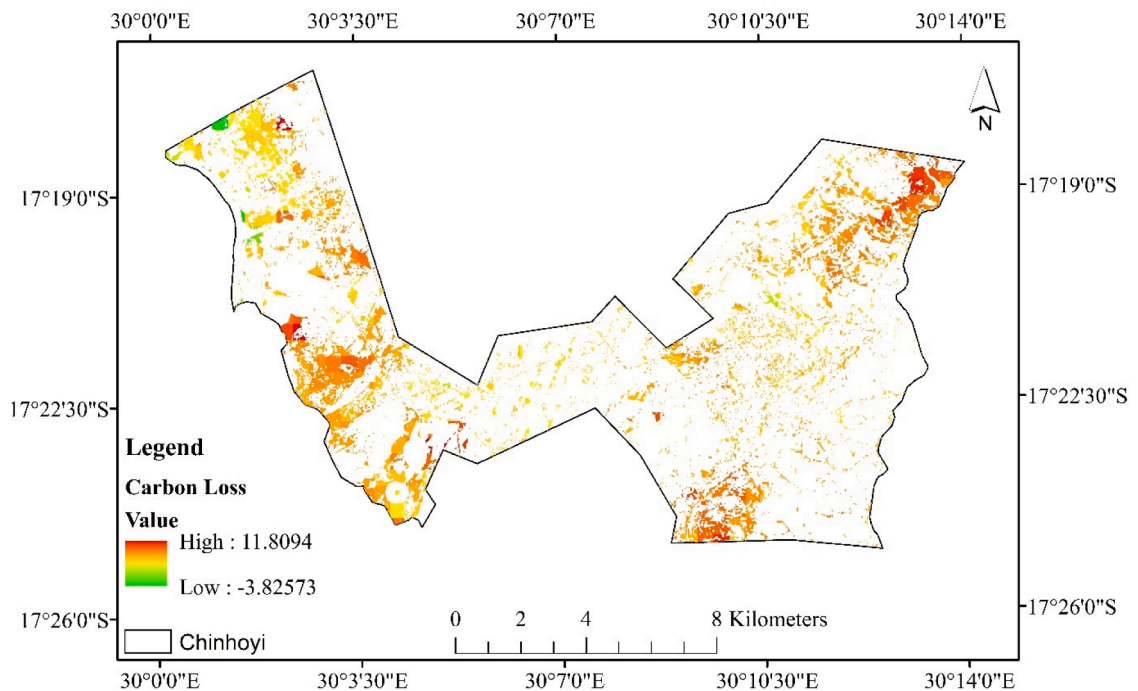 30°0'0"E 30°3'30"E 30°7'0"E 30°10'30"E 30°14'0"E
N
17°19'0"S 17°19'0"S
17°22'30"S 17°22'30"S
Legend
Carbon Loss
Value
High : 11.8094
Low : -3.82573
17°26'0"S 17°26'0"S
0 2 4 8 Kilometers
Chinhoyi
30°0'0"E 30°3'30"E 30°7'0"E 30°10'30"E 30°14'0"E